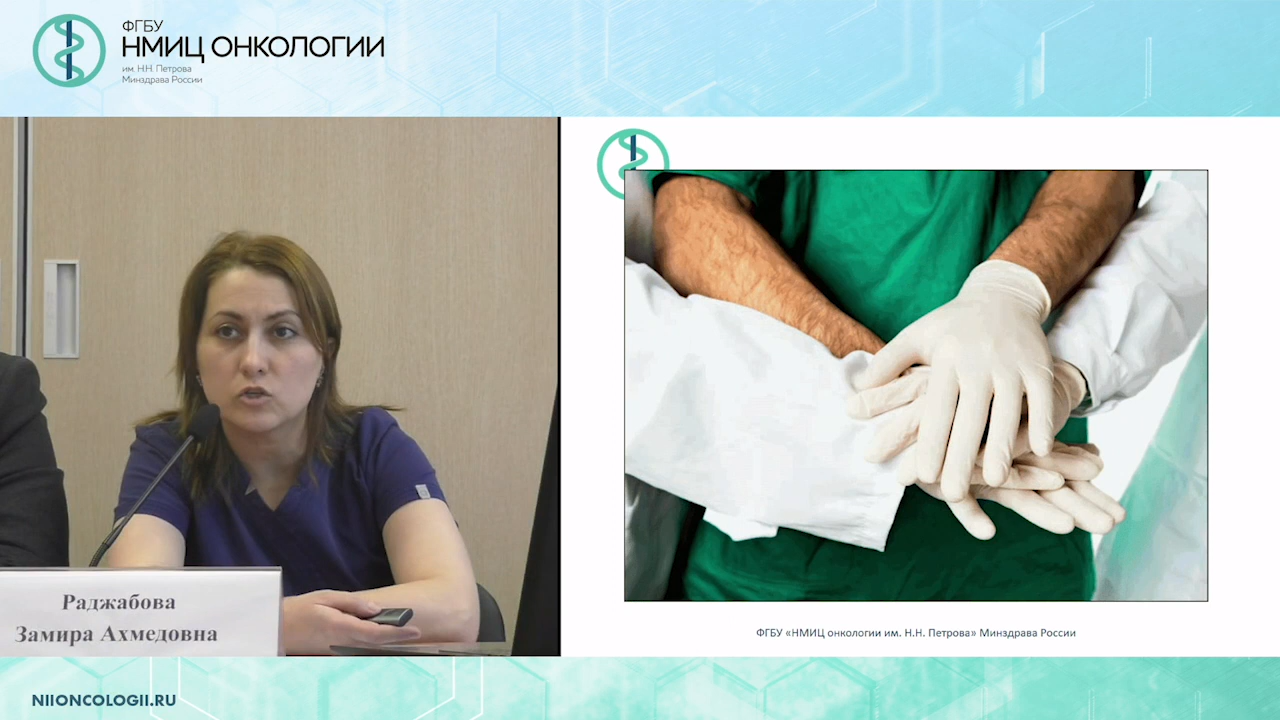 ФГБУ
НМИЦ ОНКОЛОГИИ
им. Н.Н. Петрова
Минздрава России
Раджабова
Замира Ахмедовна
ФГБУ «НМИЦ онкологии им. Н.Н. Петрова» Минздрава России
NIIONCOLOGII.RU